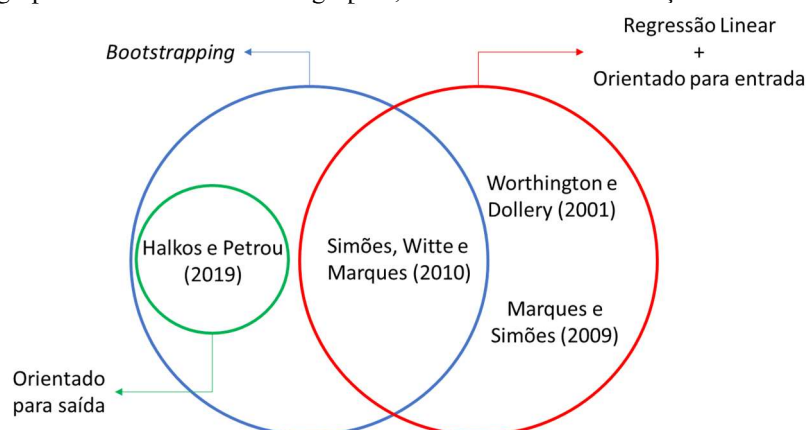 Regressão Linear
+
Orientado para entrada
Bootstrapping
Worthington e
Dollery (2001)
Halkos e Petrou
(2019)
Simões, Witte e
Marques (2010)
Marques e
Simões (2009)
Orientado
para saída